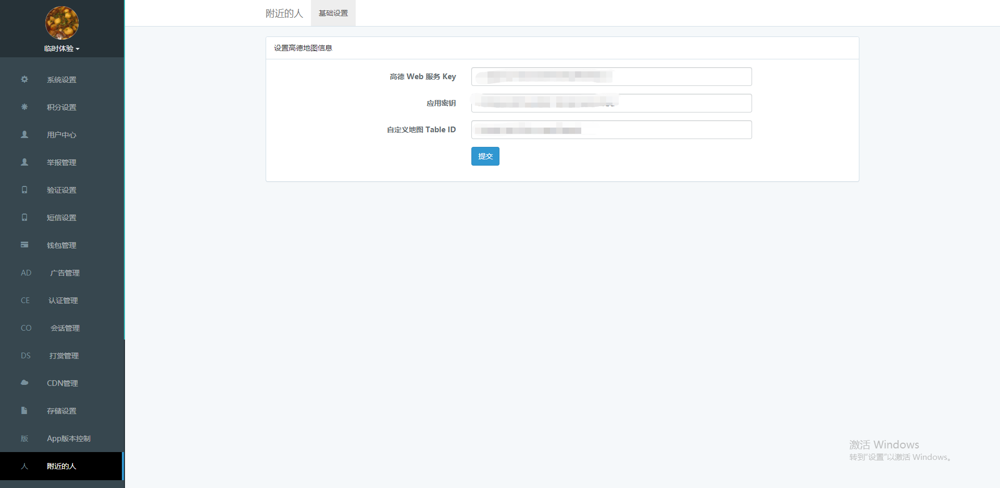 临时体验
系统设置
积分设置
用户中心
举报管理
验证设置
短信设置
钱包管理
AD 广告管理
CE 认证管理
CO 会话管理
DS 打赏管理
CDN管理
存储设置
版 App版本控制
人 附近的人
附近的人 基础设置
设置高德地图信息
高德 Web 服务 Key
应用密钥
自定义地图 Table ID
提交
激活 Windows
转到"设置"以激活 Windows。